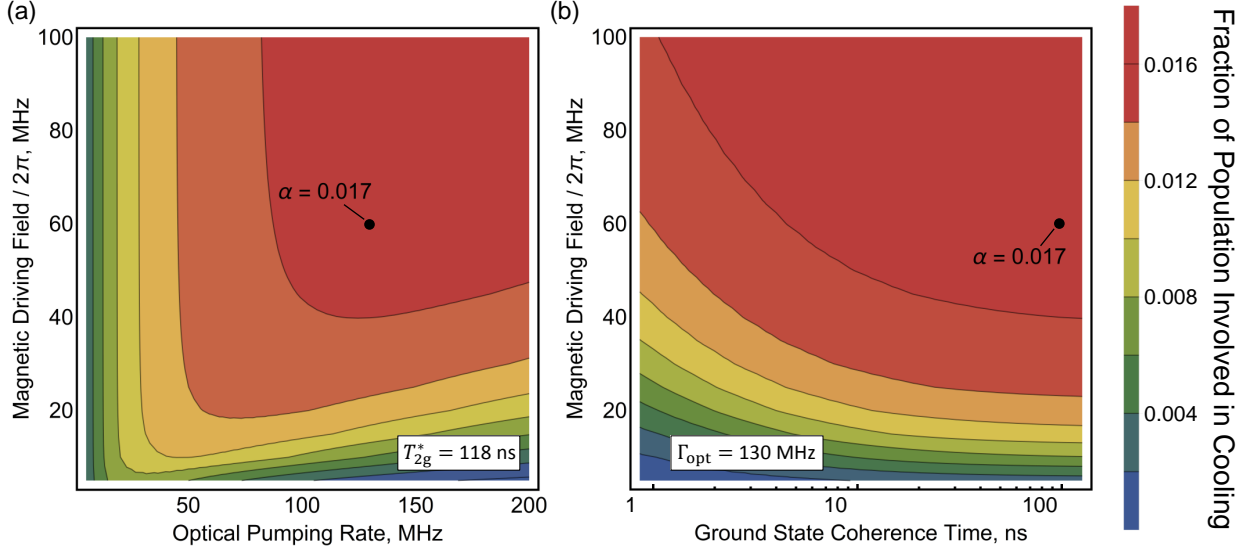 (a)
100
80
60
40
20
Magnetic Driving Field / 2π, MHz
α = 0.017
T*2g = 118 ns
50
100
150
200
Optical Pumping Rate, MHz
(b)
100
80
60
40
20
Magnetic Driving Field / 2π, MHz
α = 0.017
Γopt = 130 MHz
1
10
100
Ground State Coherence Time, ns
0.016
0.012
0.008
0.004
Fraction of Population Involved in Cooling